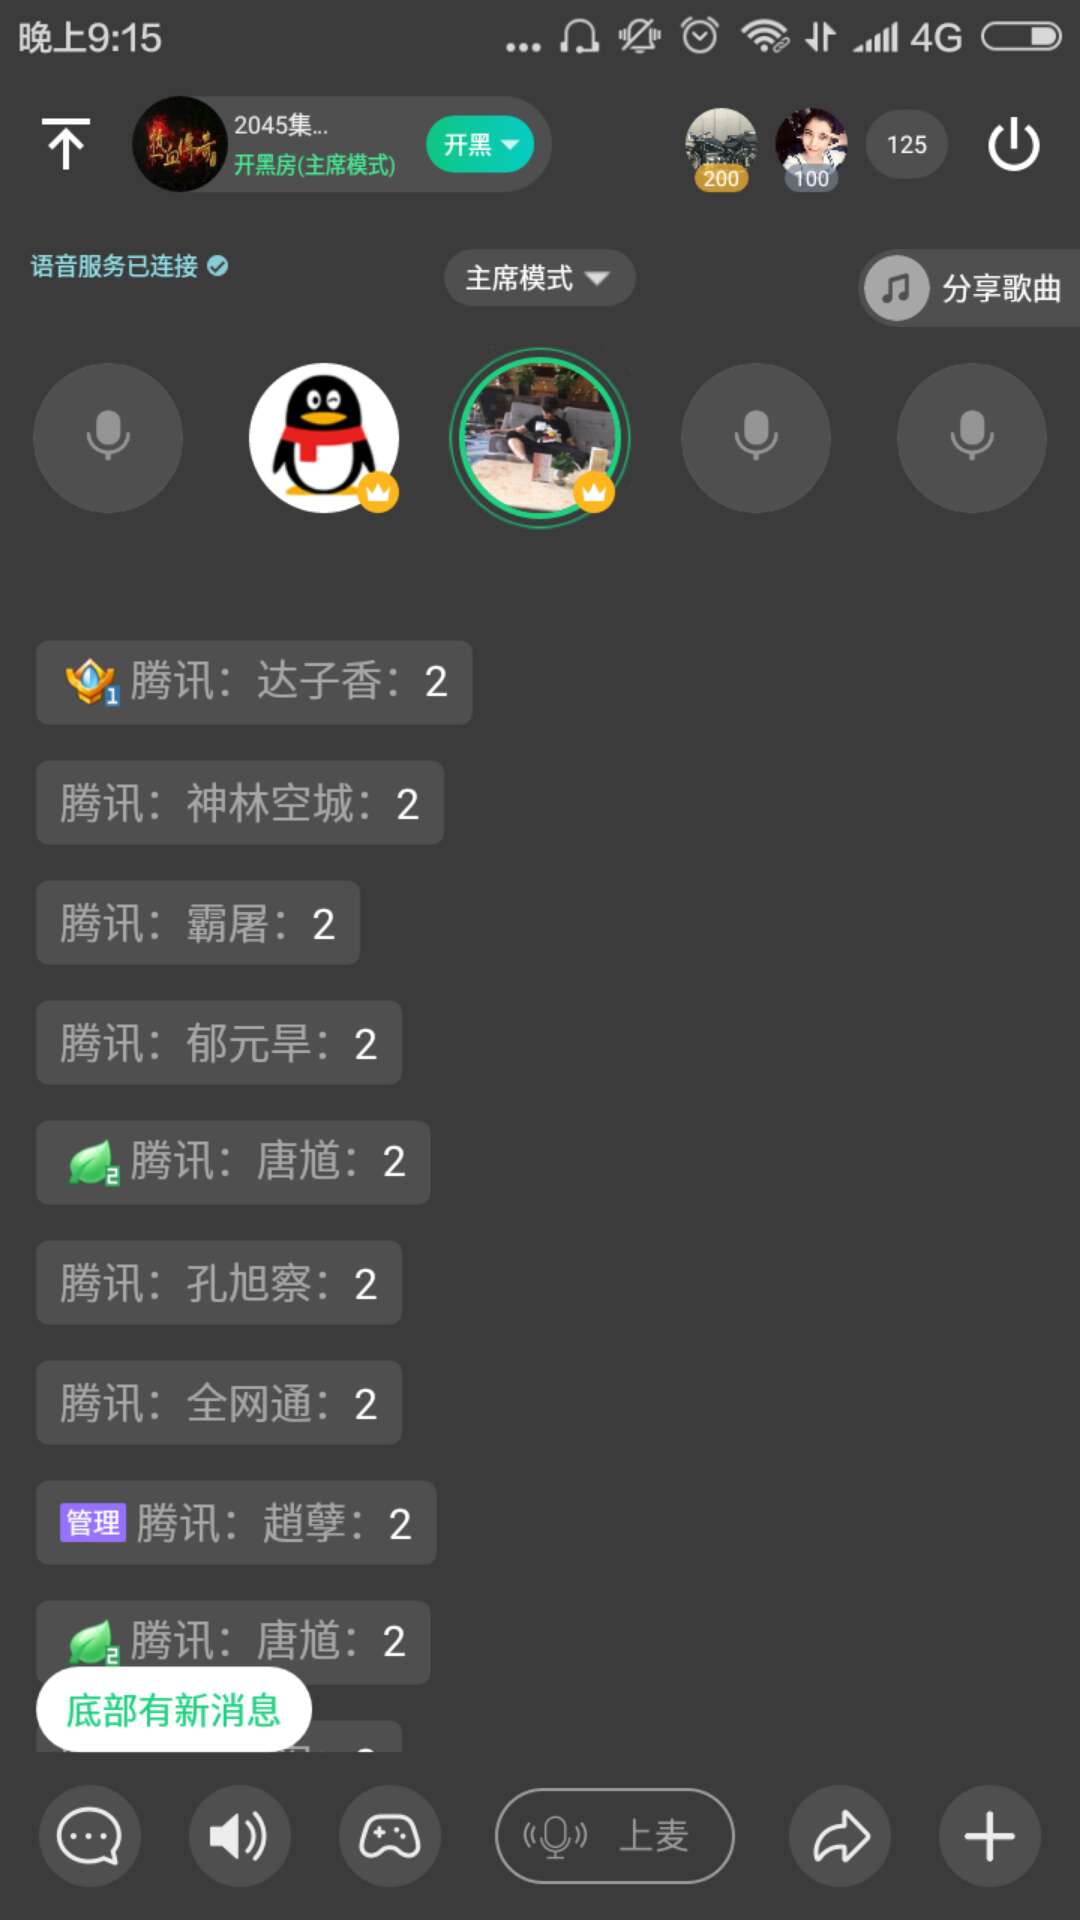 晚上9:15
4G
热血传奇
2045集...
开黑房(主席模式)
开黑
200
100
125
语音服务已连接
主席模式
分享歌曲
1 腾讯：达子香：2
腾讯：神林空城：2
腾讯：霸屠：2
腾讯：郁元旱：2
2 腾讯：唐馗：2
腾讯：孔旭察：2
腾讯：全网通：2
管理 腾讯：趙孽：2
2 腾讯：唐馗：2
底部有新消息
上麦